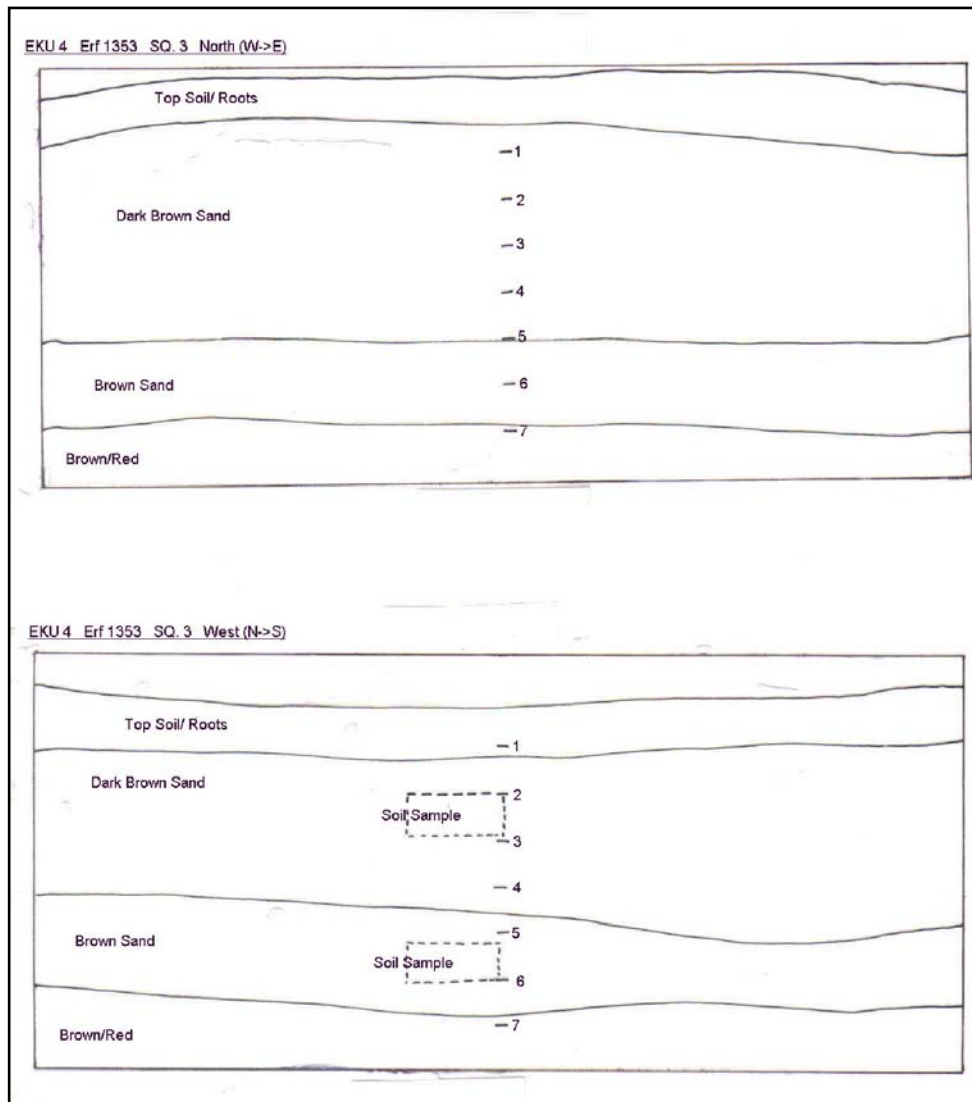 EKU 4 Erf 1353 SQ. 3 North (W->E)
Top Soil/ Roots
1
Dark Brown Sand
2
3
4
5
Brown Sand
6
7
Brown/Red
EKU 4 Erf 1353 SQ. 3 West (N->S)
Top Soil/ Roots
1
Dark Brown Sand
2
Soil Sample
3
4
Brown Sand
5
Soil Sample
6
7
Brown/Red